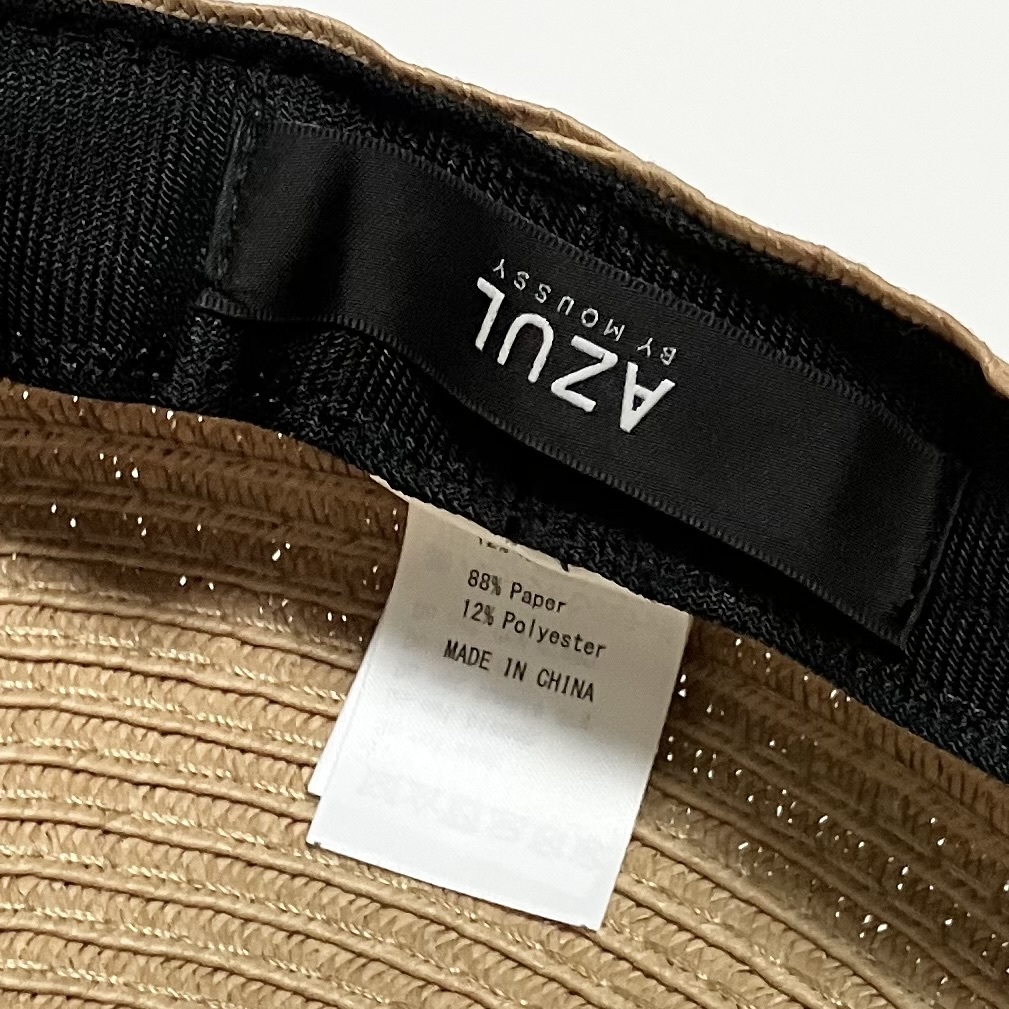 AZUL
BY MOUSSY
88% Paper
12% Polyester
MADE IN CHINA